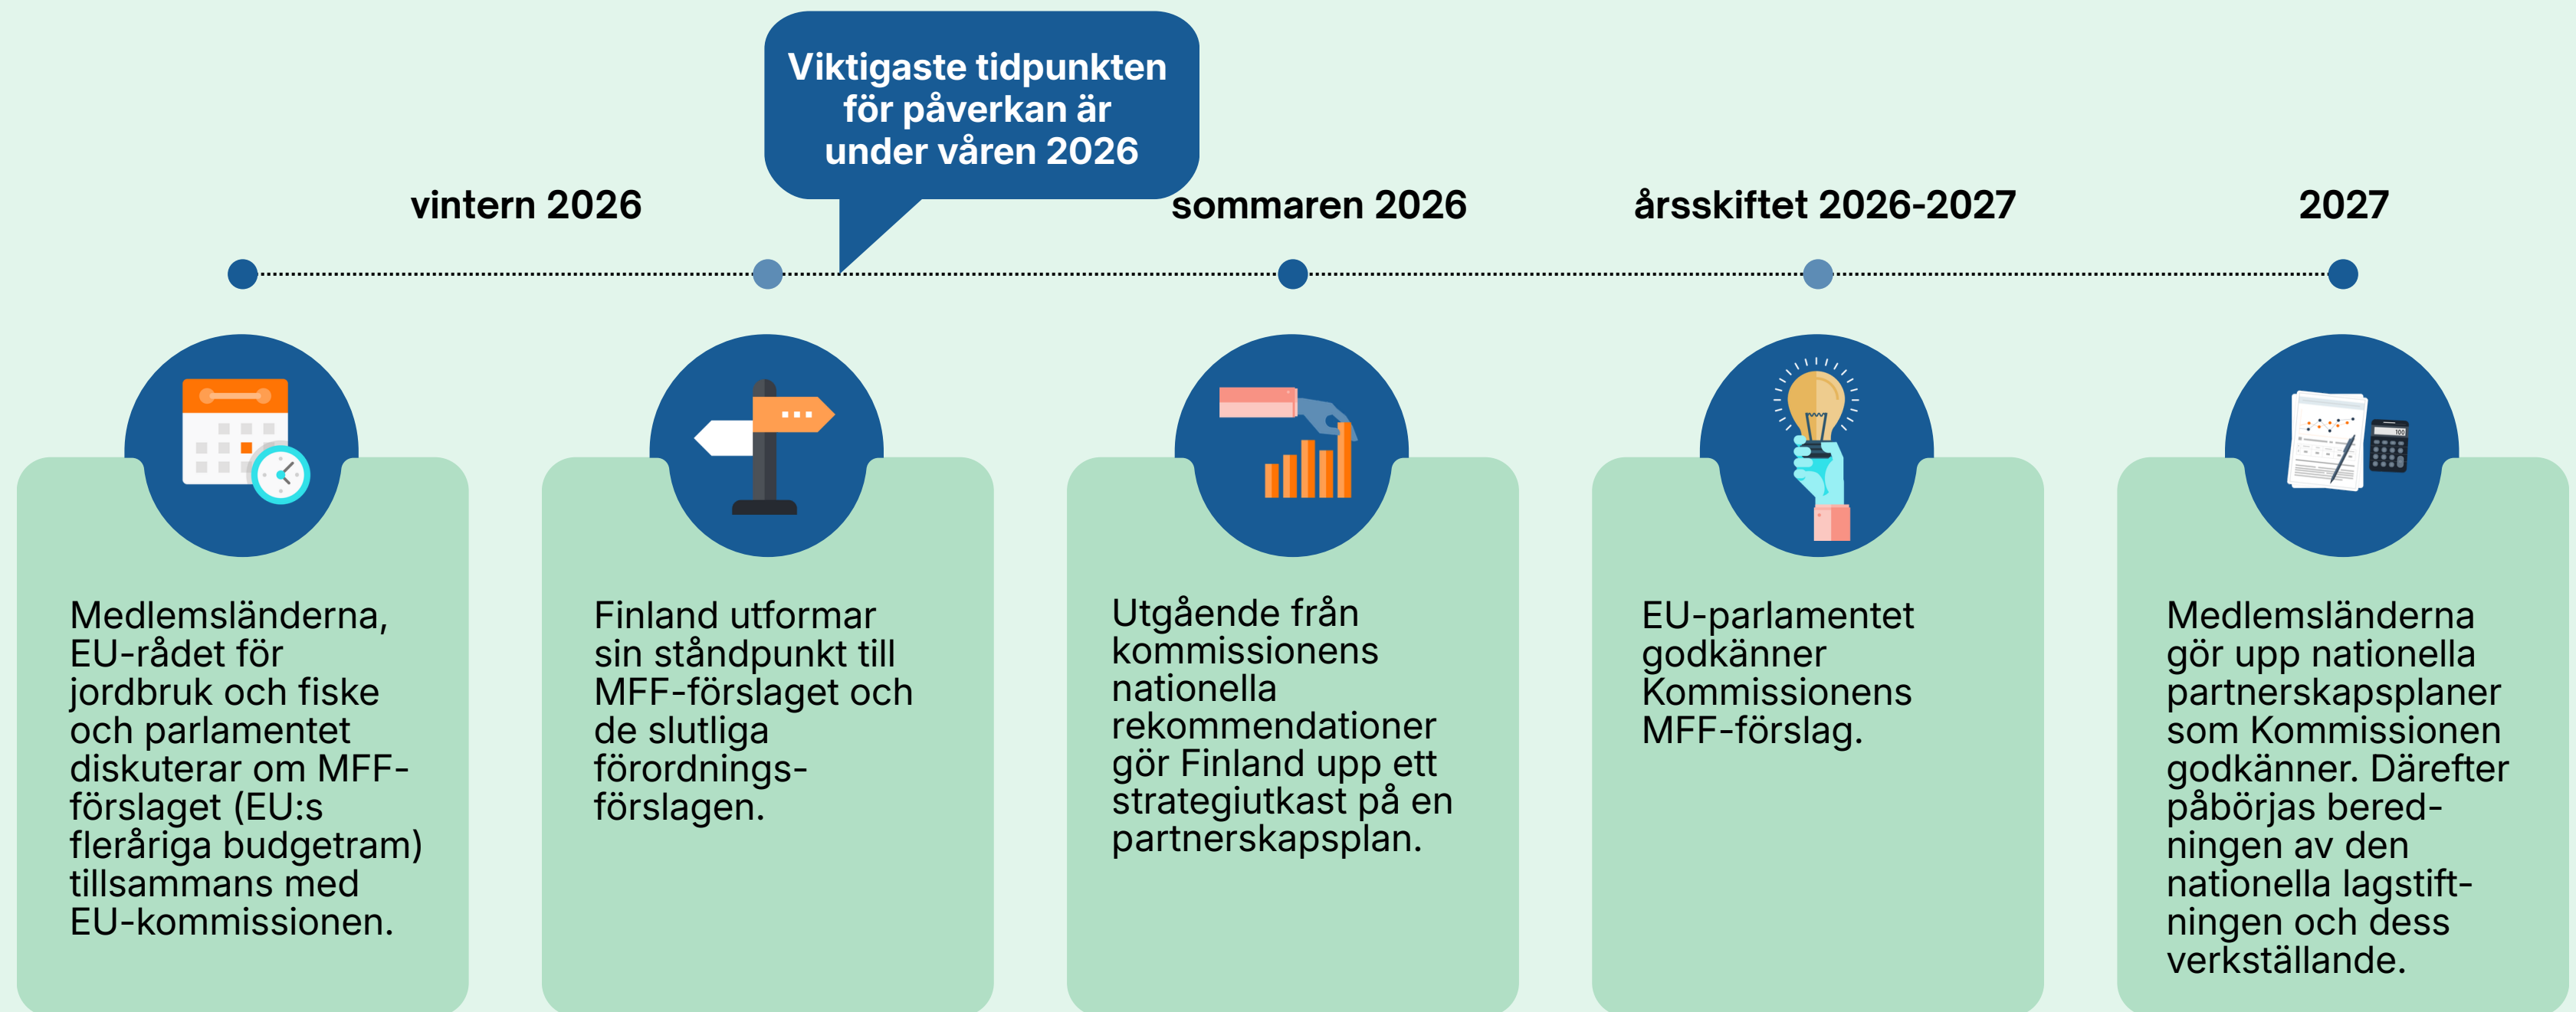 Viktigaste tidpunkten
för påverkan är
under våren 2026
vintern 2026
sommaren 2026
årsskiftet 2026-2027
2027
Medlemsländerna,
EU-rådet för
jordbruk och fiske
och parlamentet
diskuterar om MFF-
förslaget (EU:s
fleråriga budgetram)
tillsammans med
EU-kommissionen.
Finland utformar
sin ståndpunkt till
MFF-förslaget och
de slutliga
förordnings-
förslagen.
Utgående från
kommissionens
nationella
rekommendationer
gör Finland upp ett
strategiutkast på en
partnerskapsplan.
EU-parlamentet
godkänner
Kommissionens
MFF-förslag.
Medlemsländerna
gör upp nationella
partnerskapsplaner
som Kommissionen
godkänner. Därefter
påbörjas bered-
ningen av den
nationella lagstift-
ningen och dess
verkställande.